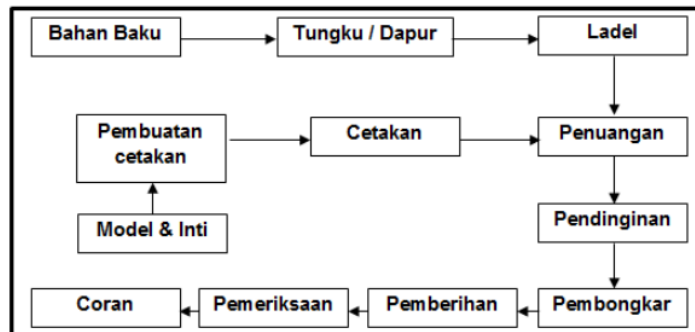 Bahan Baku
Tungku / Dapur
Ladel
Pembuatan
cetakan
Cetakan
Penuangan
Model & Inti
Pendinginan
Coran
Pemeriksaan
Pemberihan
Pembongkar